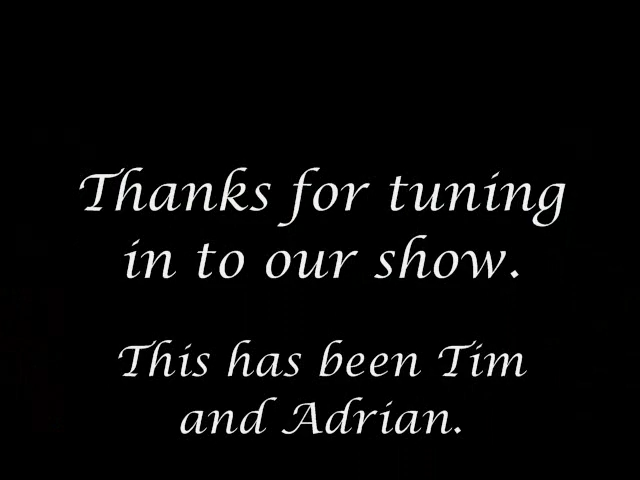 Thanks for tuning
in to our show.
This has been Tim
and Adrian.